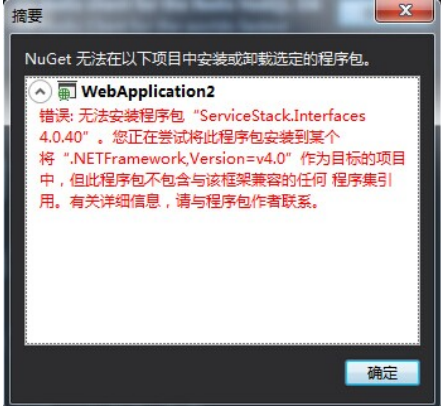 摘要
NuGet 无法在以下项目中安装或卸载选定的程序包。
WebApplication2
错误: 无法安装程序包“ServiceStack.Interfaces
4.0.40”。您正在尝试将此程序包安装到某个
将“.NETFramework,Version=v4.0”作为目标的项目
中，但此程序包不包含与该框架兼容的任何 程序集引
用。有关详细信息，请与程序包作者联系。
确定